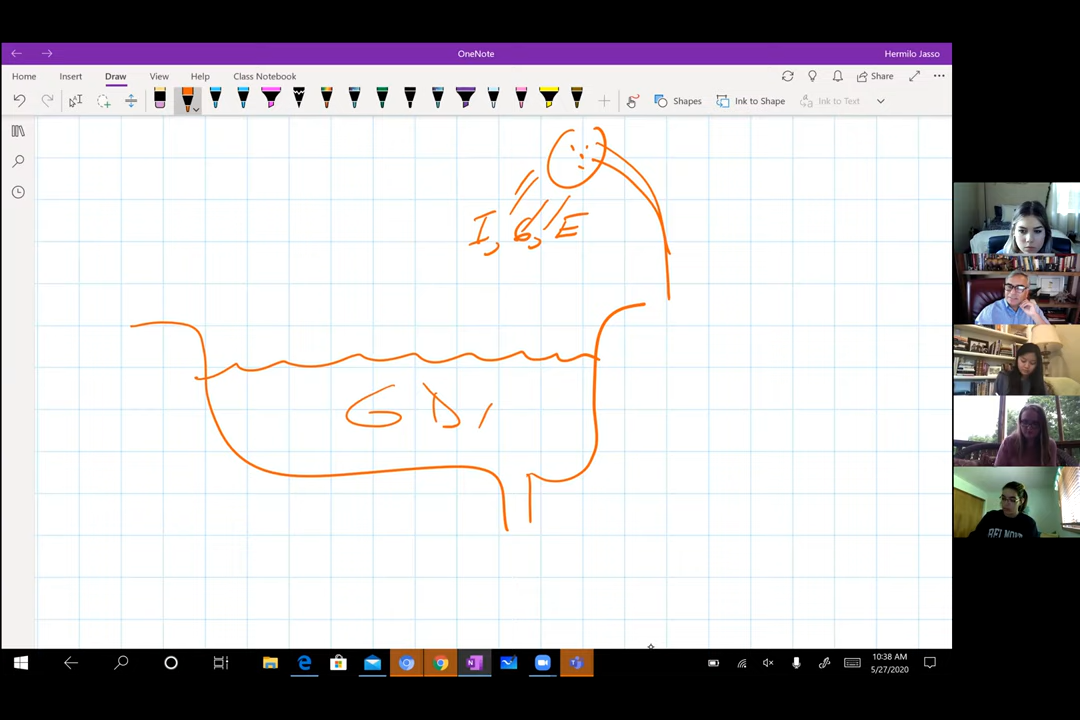 OneNote
Hermilo Jasso
Home Insert Draw View Help Class Notebook
Share
Shapes Ink to Shape Ink to Text
I, G, E
G D
BELMONT
10:38 AM
5/27/2020